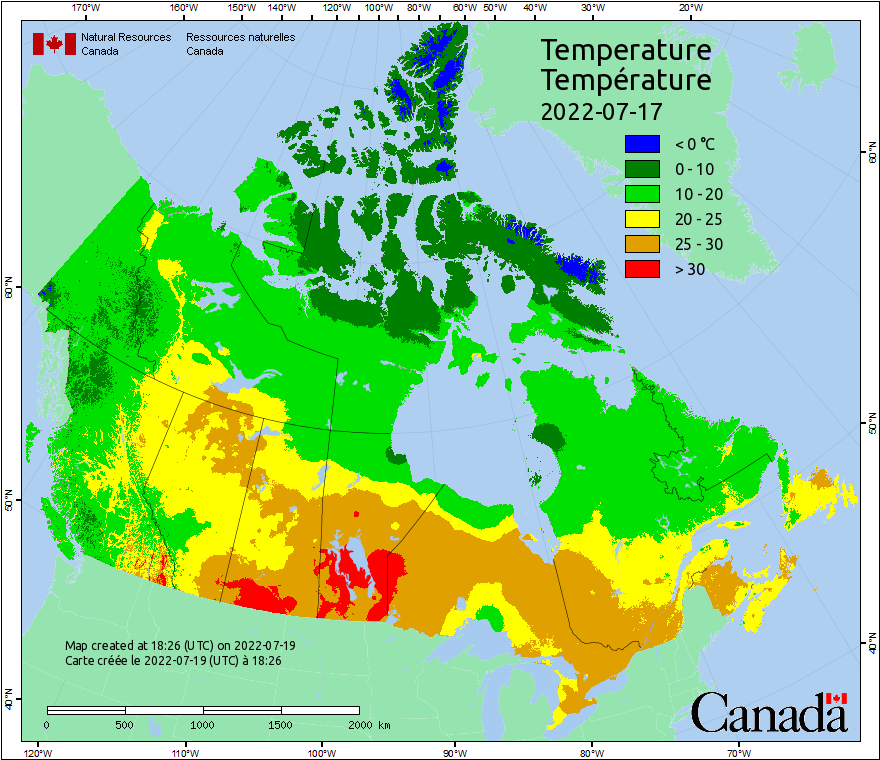 170°W 160°W 150°W 140°W 120°W 100°W 80°W 60°W 50°W 40°W 30°W 20°W
Natural Resources Ressources naturelles
Canada Canada
Temperature
Température
2022-07-17
< 0 °C
0 - 10
10 - 20
20 - 25
25 - 30
> 30
60°N
60°N
50°N
50°N
40°N
40°N
Map created at 18:26 (UTC) on 2022-07-19
Carte créée le 2022-07-19 (UTC) à 18:26
0 500 1000 1500 2000 km
Canada
120°W 110°W 100°W 90°W 80°W 70°W